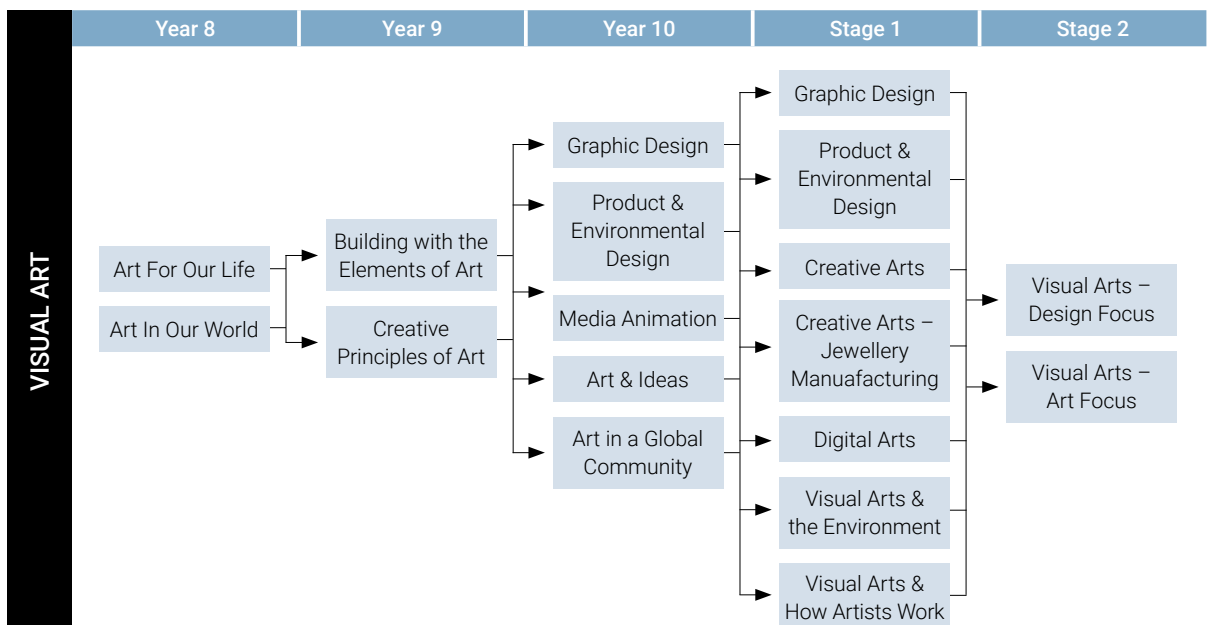 VISUAL ART
Year 8
Year 9
Year 10
Stage 1
Stage 2
Art For Our Life
Art In Our World
Building with the
Elements of Art
Creative
Principles of Art
Graphic Design
Product &
Environmental
Design
Media Animation
Art & Ideas
Art in a Global
Community
Graphic Design
Product &
Environmental
Design
Creative Arts
Creative Arts –
Jewellery
Manuafacturing
Digital Arts
Visual Arts &
the Environment
Visual Arts &
How Artists Work
Visual Arts –
Design Focus
Visual Arts –
Art Focus